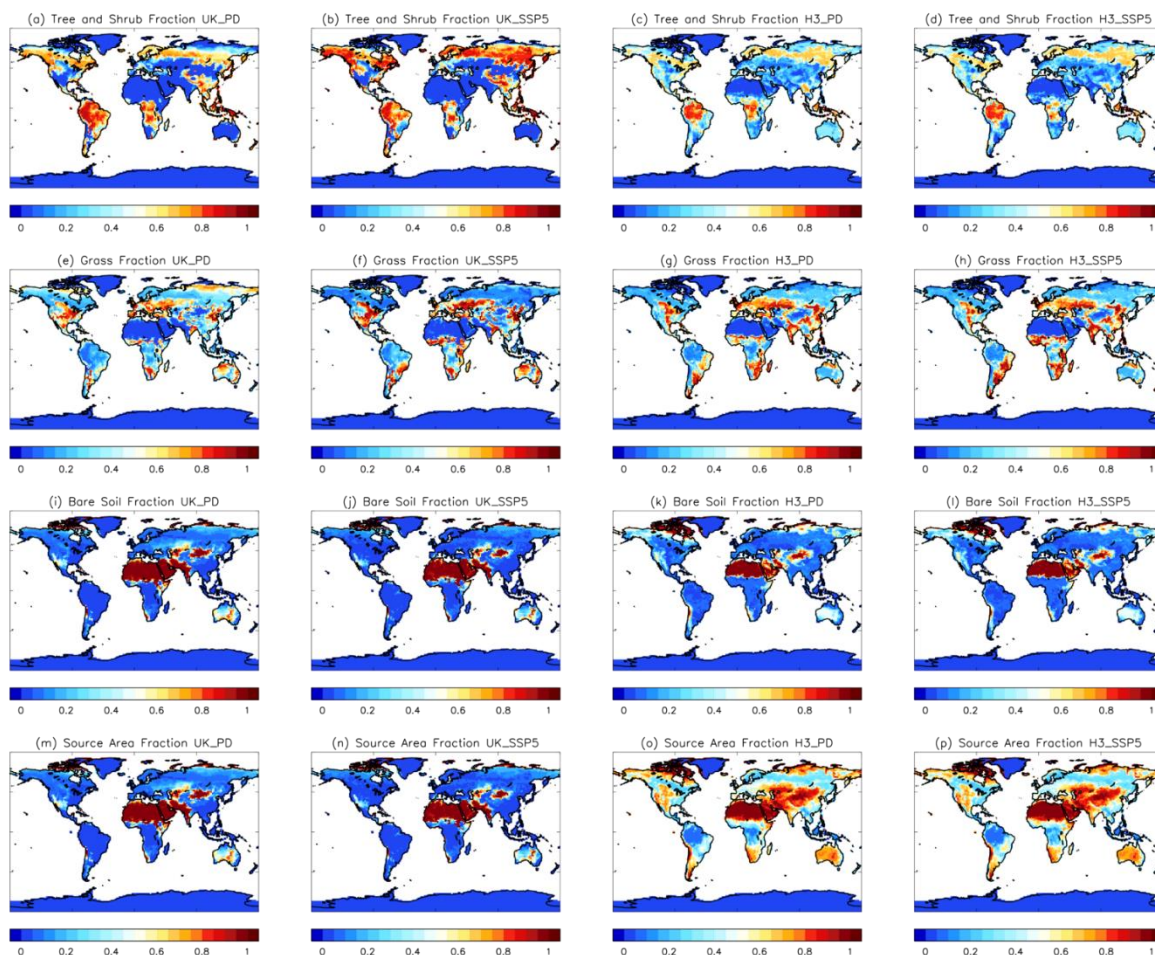 (a) Tree and Shrub Fraction UK_PD
(b) Tree and Shrub Fraction UK_SSP5
(c) Tree and Shrub Fraction H3_PD
(d) Tree and Shrub Fraction H3_SSP5
0 0.2 0.4 0.6 0.8 1
0 0.2 0.4 0.6 0.8 1
0 0.2 0.4 0.6 0.8 1
0 0.2 0.4 0.6 0.8 1
(e) Grass Fraction UK_PD
(f) Grass Fraction UK_SSP5
(g) Grass Fraction H3_PD
(h) Grass Fraction H3_SSP5
0 0.2 0.4 0.6 0.8 1
0 0.2 0.4 0.6 0.8 1
0 0.2 0.4 0.6 0.8 1
0 0.2 0.4 0.6 0.8 1
(i) Bare Soil Fraction UK_PD
(j) Bare Soil Fraction UK_SSP5
(k) Bare Soil Fraction H3_PD
(l) Bare Soil Fraction H3_SSP5
0 0.2 0.4 0.6 0.8 1
0 0.2 0.4 0.6 0.8 1
0 0.2 0.4 0.6 0.8 1
0 0.2 0.4 0.6 0.8 1
(m) Source Area Fraction UK_PD
(n) Source Area Fraction UK_SSP5
(o) Source Area Fraction H3_PD
(p) Source Area Fraction H3_SSP5
0 0.2 0.4 0.6 0.8 1
0 0.2 0.4 0.6 0.8 1
0 0.2 0.4 0.6 0.8 1
0 0.2 0.4 0.6 0.8 1